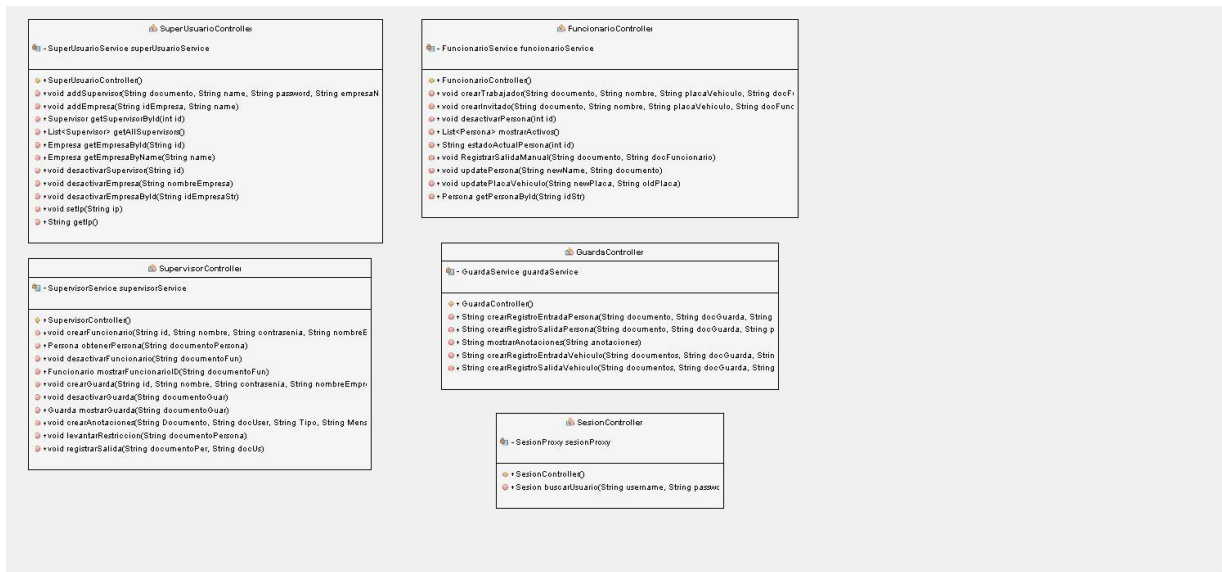 SuperUsuarioController
- SuperUsuarioService superUsuarioService
+ SuperUsuarioController()
+ void addSupervisor(String documento, String name, String password, String empresaN
+ void addEmpresa(String idEmpresa, String name)
+ Supervisor getSupervisorById(int id)
+ List<Supervisor> getAllSupervisors()
+ Empresa getEmpresaById(String id)
+ Empresa getEmpresaByName(String name)
+ void desactivarSupervisor(String id)
+ void desactivarEmpresa(String nombreEmpresa)
+ void desactivarEmpresaById(String idEmpresaStr)
+ void setIp(String ip)
+ String getIp()
SupervisorController
- SupervisorService supervisorService
+ SupervisorController()
+ void crearFuncionario(String id, String nombre, String contrasenia, String nombreE
+ Persona obtenerPersona(String documentoPersona)
+ void desactivarFuncionario(String documentoFun)
+ Funcionario mostrarFuncionarioID(String documentoFun)
+ void crearGuarda(String id, String nombre, String contrasenia, String nombreEmpre
+ void desactivarGuarda(String documentoGuar)
+ Guarda mostrarGuarda(String documentoGuar)
+ void crearAnotaciones(String Documento, String docUser, String Tipo, String Mens
+ void levantarRestriccion(String documentoPersona)
+ void registrarSalida(String documentoPer, String docUs)
FuncionarioController
- FuncionarioService funcionarioService
+ FuncionarioController()
+ void crearTrabajador(String documento, String nombre, String placaVehiculo, String docF
+ void crearInvitado(String documento, String nombre, String placaVehiculo, String docFunc
+ void desactivarPersona(int id)
+ List<Persona> mostrarActivos()
+ String estadoActualPersona(int id)
+ void RegistrarSalidaManual(String documento, String docFuncionario)
+ void updatePersona(String newName, String documento)
+ void updatePlacaVehiculo(String newPlaca, String oldPlaca)
+ Persona getPersonaById(String idStr)
GuardaController
- GuardaService guardaService
+ GuardaController()
+ String crearRegistroEntradaPersona(String documento, String docGuarda, String
+ String crearRegistroSalidaPersona(String documento, String docGuarda, String p
+ String mostrarAnotaciones(String anotaciones)
+ String crearRegistroEntradaVehiculo(String documentos, String docGuarda, Strin
+ String crearRegistroSalidaVehiculo(String documentos, String docGuarda, String
SesionController
- SesionProxy sesionProxy
+ SesionController()
+ Sesion buscarUsuario(String username, String passwo